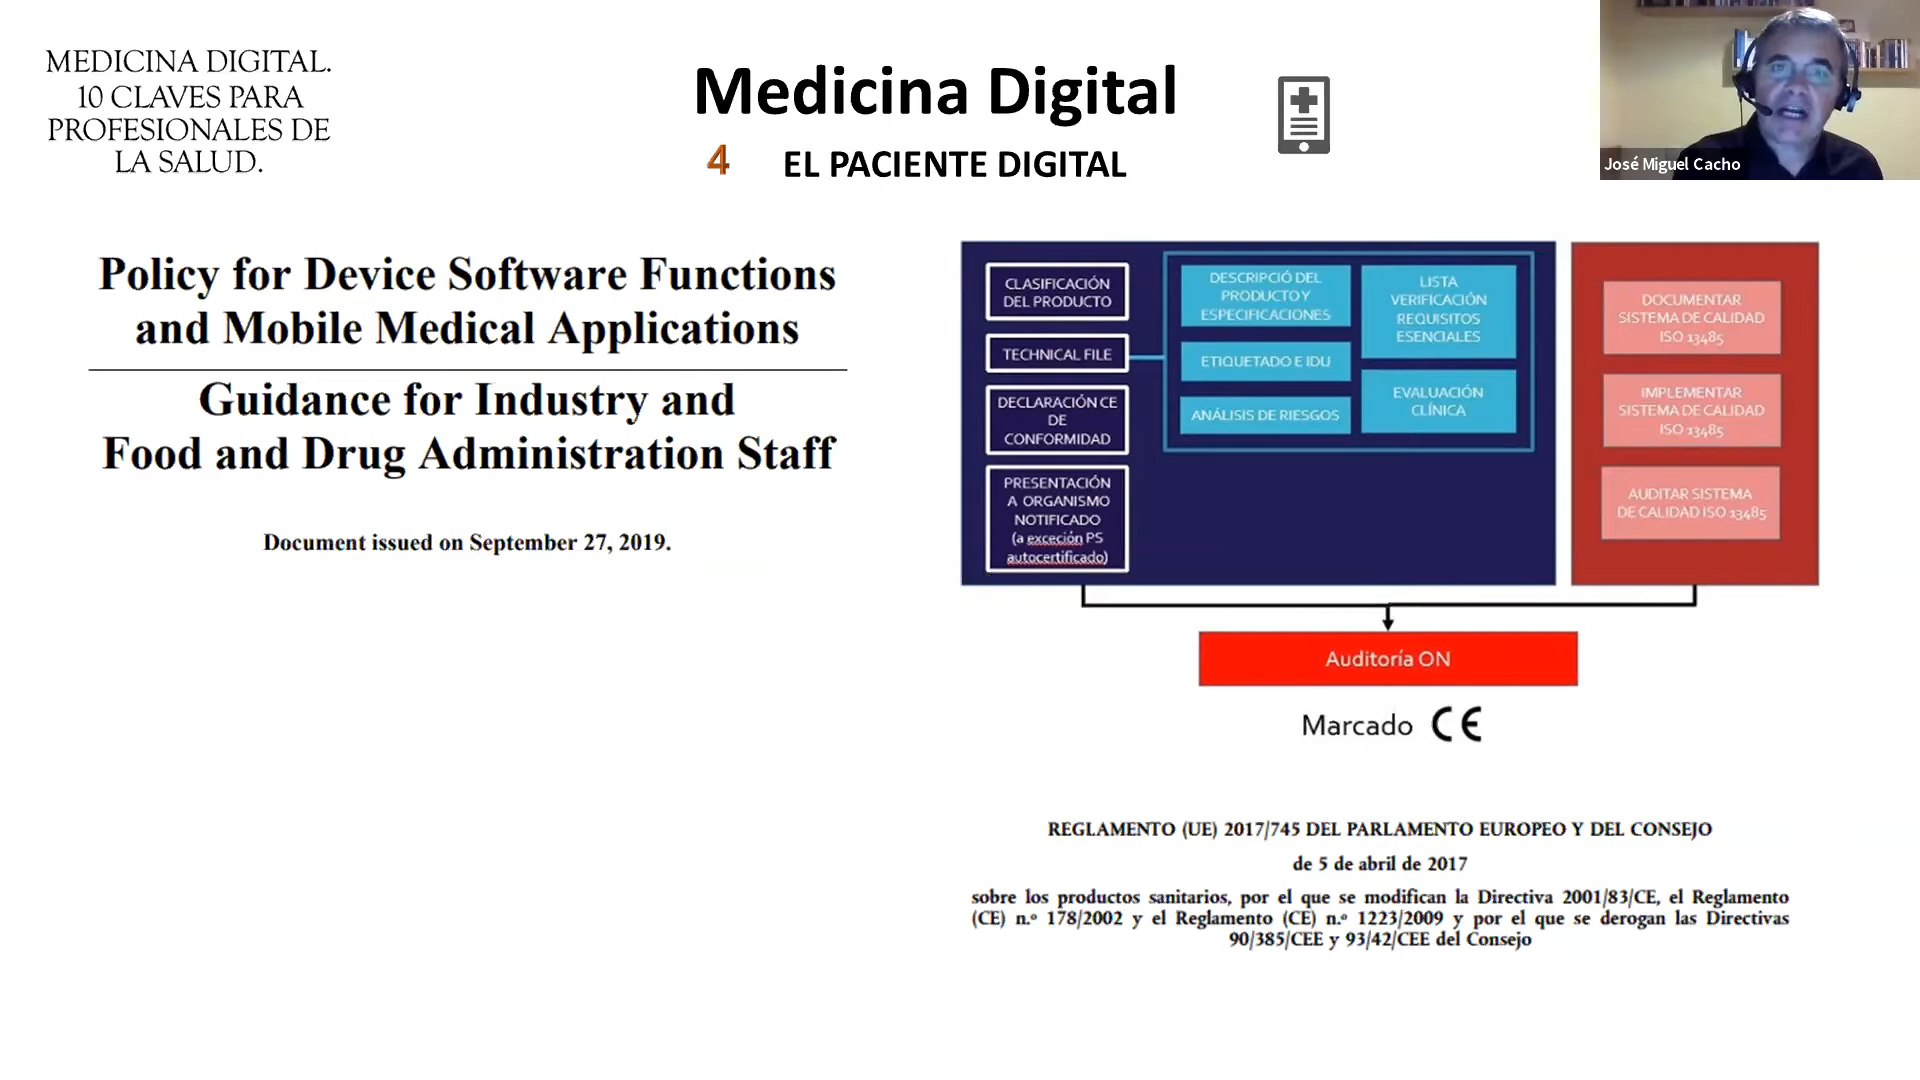 MEDICINA DIGITAL.
10 CLAVES PARA
PROFESIONALES DE
LA SALUD.
Medicina Digital
4 EL PACIENTE DIGITAL
José Miguel Cacho
Policy for Device Software Functions
and Mobile Medical Applications
Guidance for Industry and
Food and Drug Administration Staff
Document issued on September 27, 2019.
CLASIFICACIÓN
DEL PRODUCTO
TECHNICAL FILE
DECLARACIÓN CE
DE
CONFORMIDAD
PRESENTACIÓN
A ORGANISMO
NOTIFICADO
(a exceción PS
autocertificado)
DESCRIPCIÓ DEL
PRODUCTO Y
ESPECIFICACIONES
ETIQUETADO E IDU
ANÁLISIS DE RIESGOS
LISTA
VERIFICACIÓN
REQUISITOS
ESENCIALES
EVALUACIÓN
CLÍNICA
DOCUMENTAR
SISTEMA DE CALIDAD
ISO 13485
IMPLEMENTAR
SISTEMA DE CALIDAD
ISO 13485
AUDITAR SISTEMA
DE CALIDAD ISO 13485
Auditoría ON
Marcado CE
REGLAMENTO (UE) 2017/745 DEL PARLAMENTO EUROPEO Y DEL CONSEJO
de 5 de abril de 2017
sobre los productos sanitarios, por el que se modifican la Directiva 2001/83/CE, el Reglamento
(CE) n.º 178/2002 y el Reglamento (CE) n.º 1223/2009 y por el que se derogan las Directivas
90/385/CEE y 93/42/CEE del Consejo